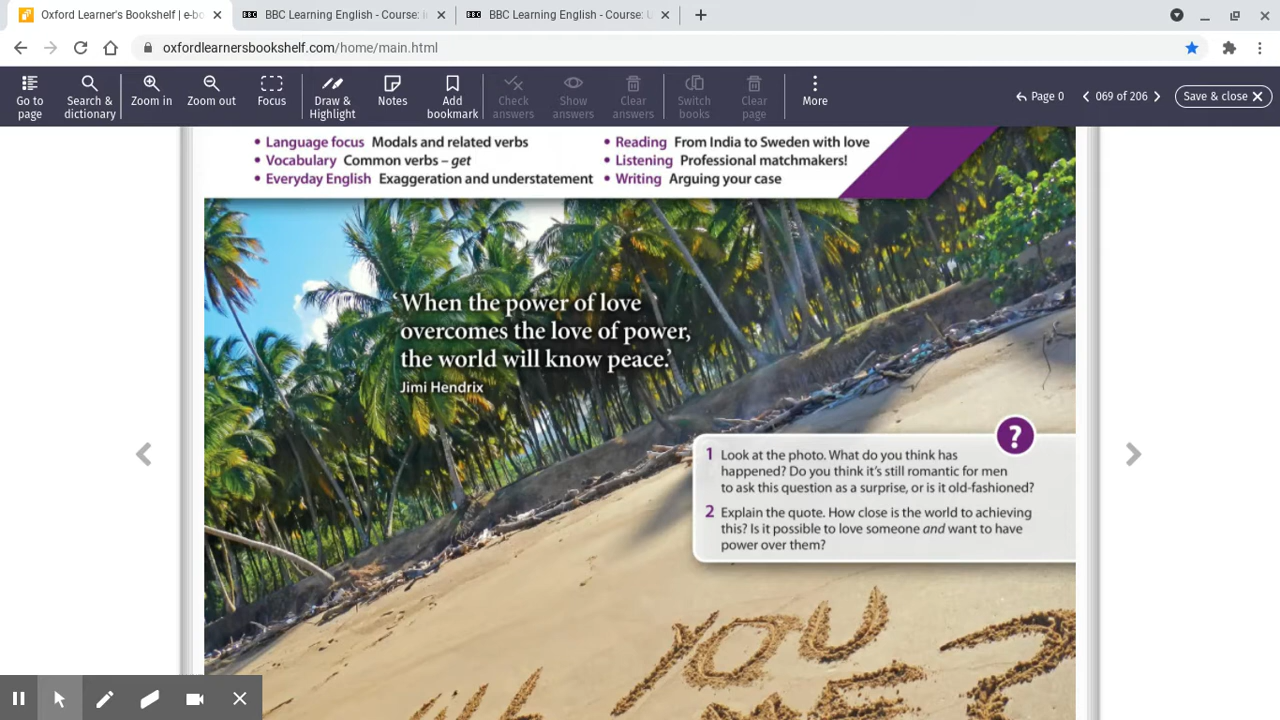 Oxford Learner's Bookshelf | e-bo
BBC Learning English - Course:
BBC Learning English - Course:
oxfordlearnersbookshelf.com/home/main.html
Go to page
Search & dictionary
Zoom in
Zoom out
Focus
Draw & Highlight
Notes
Add bookmark
Check answers
Show answers
Clear answers
Switch books
Clear page
More
Page 0
069 of 206
Save & close
• Language focus Modals and related verbs
• Vocabulary Common verbs – get
• Everyday English Exaggeration and understatement
• Reading From India to Sweden with love
• Listening Professional matchmakers!
• Writing Arguing your case
‘When the power of love
overcomes the love of power,
the world will know peace.’
Jimi Hendrix
?
1 Look at the photo. What do you think has
happened? Do you think it’s still romantic for men
to ask this question as a surprise, or is it old-fashioned?
2 Explain the quote. How close is the world to achieving
this? Is it possible to love someone and want to have
power over them?
YOU
?